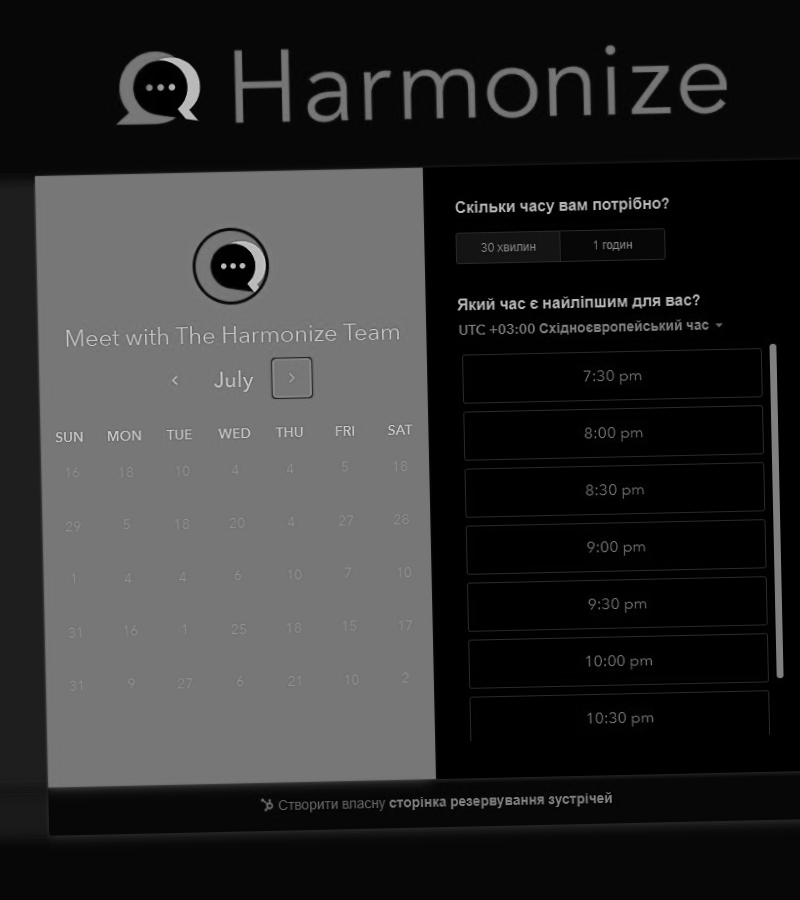 Harmonize
Meet with The Harmonize Team
July
SUN MON TUE WED THU FRI SAT
16 18 10 4 4 5 18
29 5 18 20 4 27 28
1 4 4 6 10 7 10
31 16 1 25 18 15 17
31 9 27 6 21 10 2
Скільки часу вам потрібно?
30 хвилин 1 годин
Який час є найліпшим для вас?
UTC +03:00 Східноєвропейський час
7:30 pm
8:00 pm
8:30 pm
9:00 pm
9:30 pm
10:00 pm
10:30 pm
Створити власну сторінка резервування зустрічей